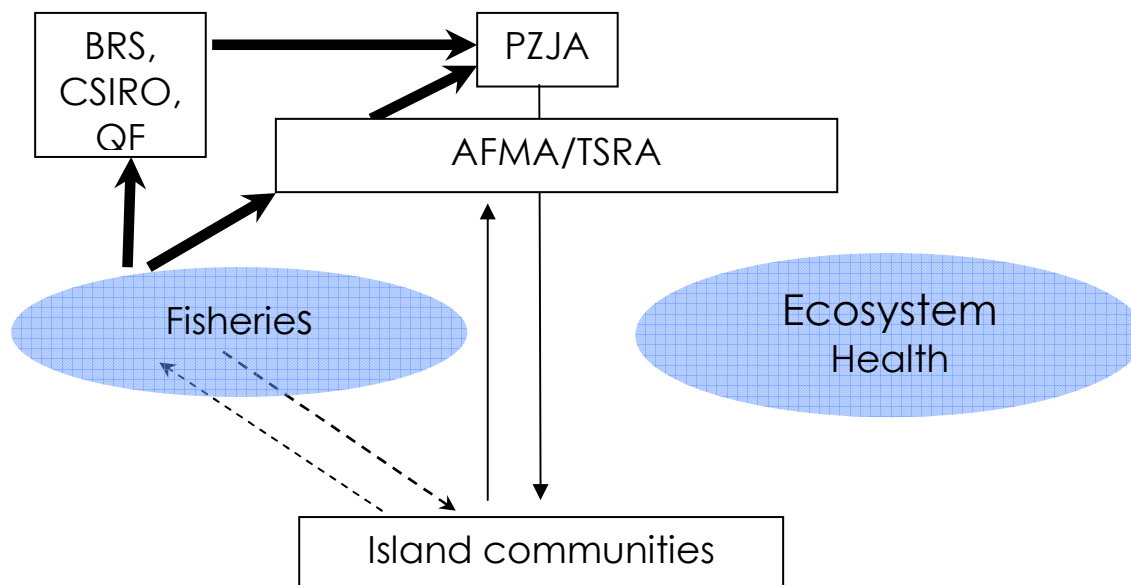 BRS,
CSIRO,
QF
PZJA
AFMA/TSRA
Fisheries
Ecosystem
Health
Island communities